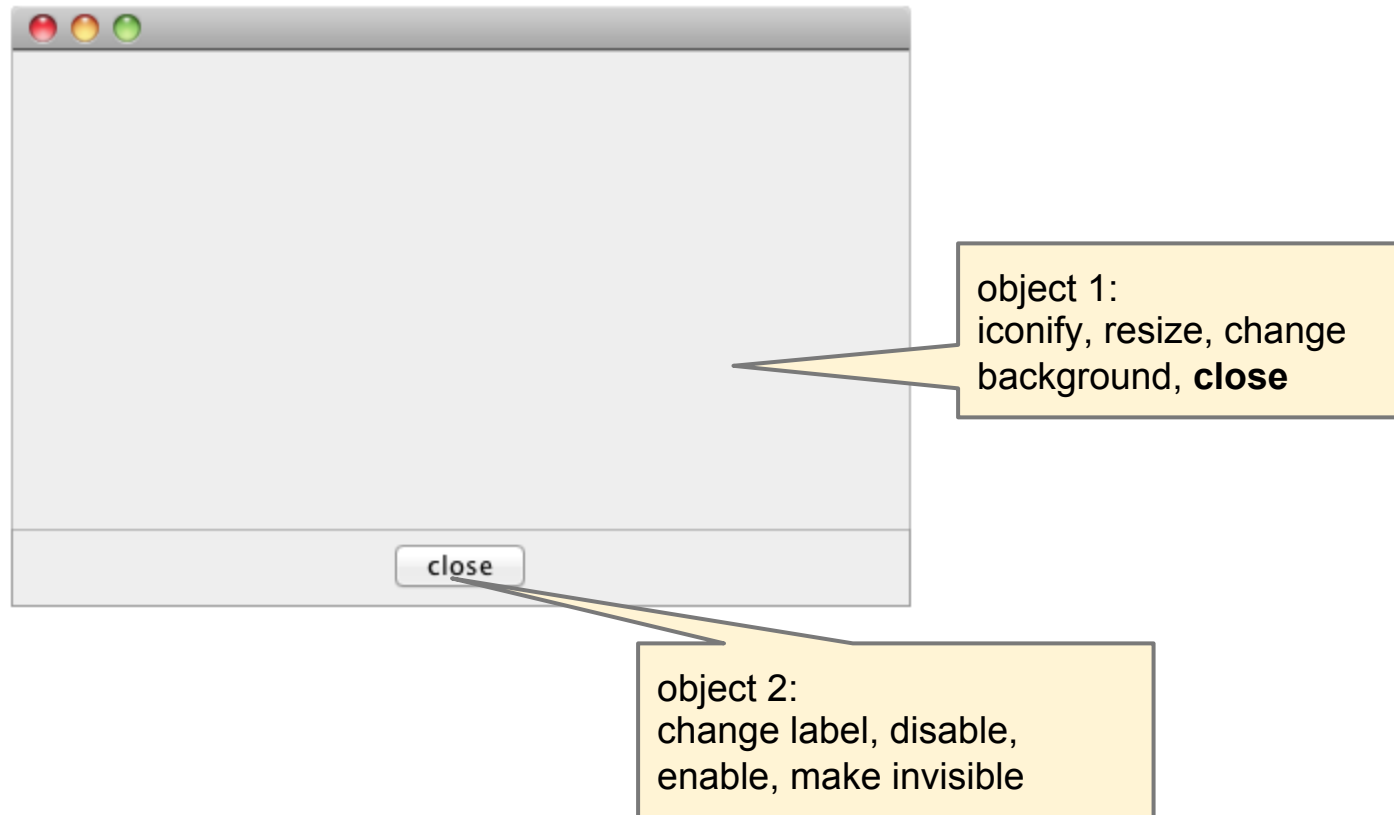 object 1:
iconify, resize, change
background, close
close
object 2:
change label, disable,
enable, make invisible